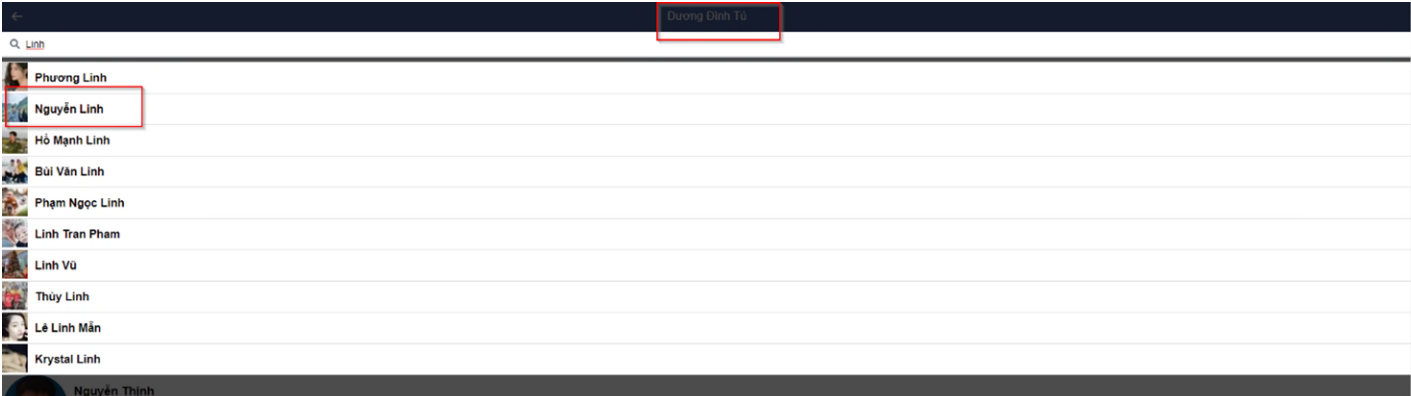 Dương Đình Tú
Linh
Phương Linh
Nguyễn Linh
Hồ Mạnh Linh
Bùi Văn Linh
Phạm Ngọc Linh
Linh Tran Pham
Linh Vũ
Thùy Linh
Lê Linh Mẫn
Krystal Linh
Nguyễn Thịnh